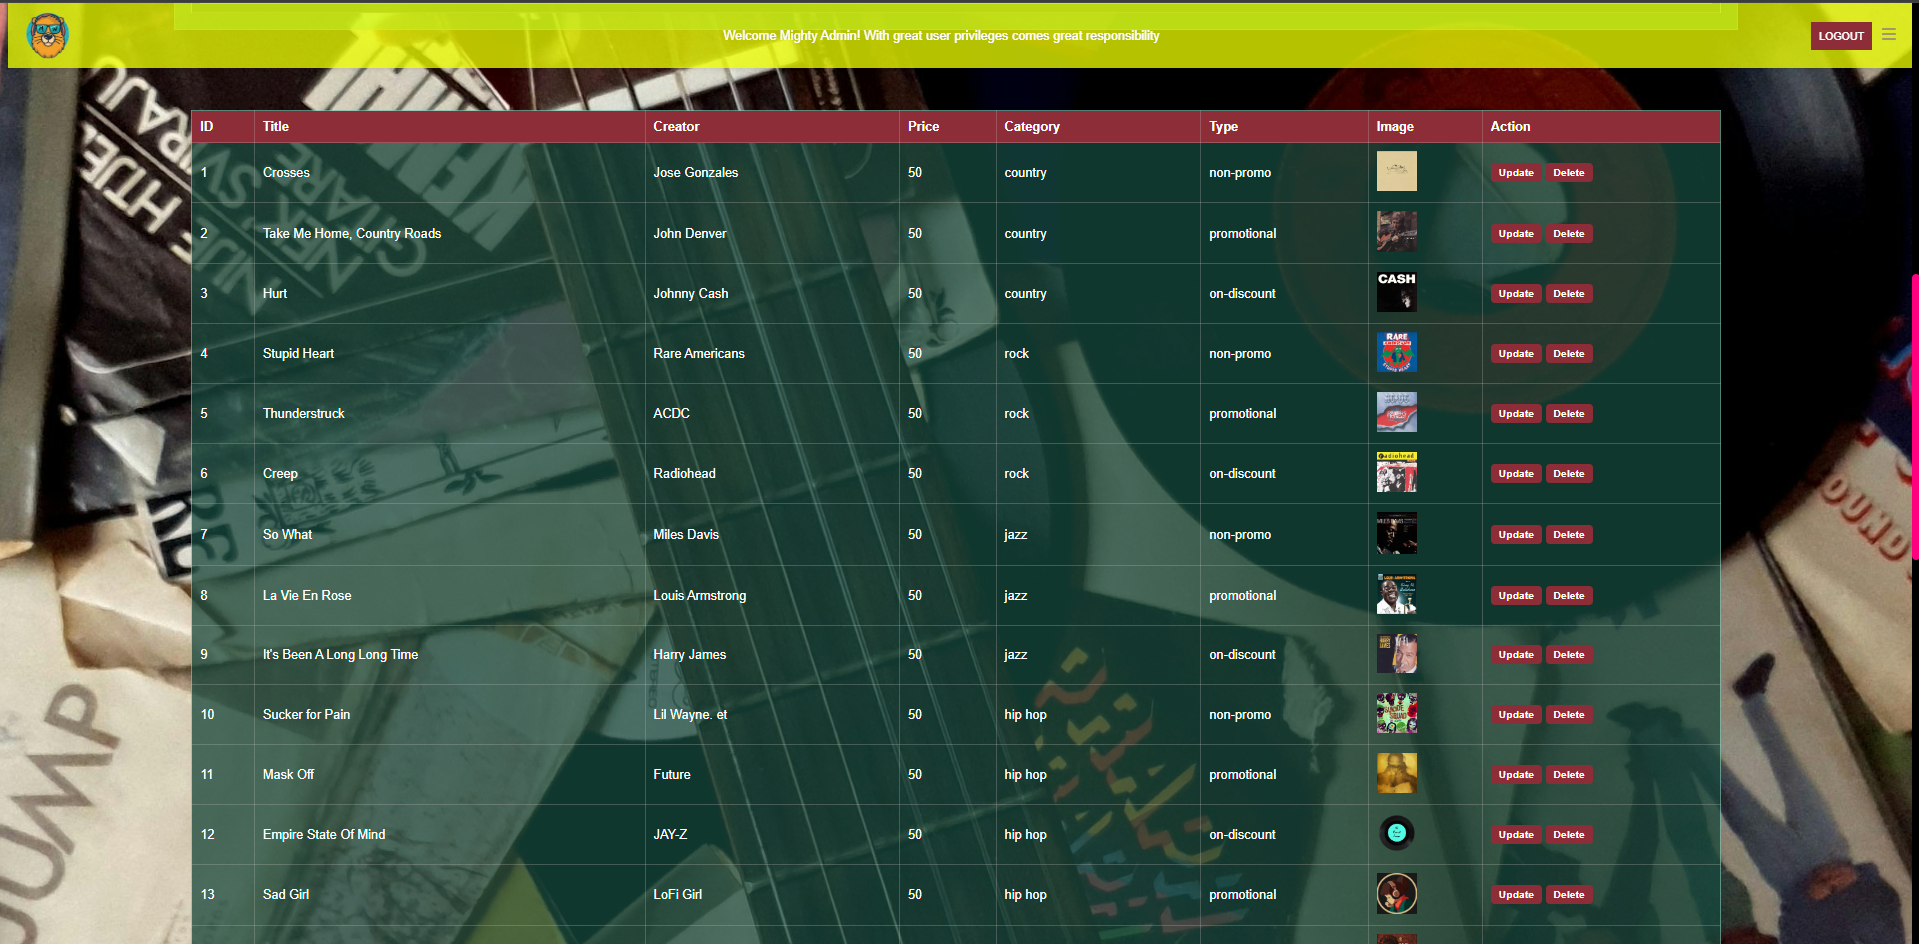 Welcome Mighty Admin! With great user privileges comes great responsibility
LOGOUT
ID Title Creator Price Category Type Image Action
1 Crosses Jose Gonzales 50 country non-promo Update Delete
2 Take Me Home, Country Roads John Denver 50 country promotional Update Delete
3 Hurt Johnny Cash 50 country on-discount CASH Update Delete
4 Stupid Heart Rare Americans 50 rock non-promo RARE Update Delete
5 Thunderstruck ACDC 50 rock promotional Update Delete
6 Creep Radiohead 50 rock on-discount Radiohead Update Delete
7 So What Miles Davis 50 jazz non-promo Update Delete
8 La Vie En Rose Louis Armstrong 50 jazz promotional Update Delete
9 It's Been A Long Long Time Harry James 50 jazz on-discount Update Delete
10 Sucker for Pain Lil Wayne. et 50 hip hop non-promo Update Delete
11 Mask Off Future 50 hip hop promotional Update Delete
12 Empire State Of Mind JAY-Z 50 hip hop on-discount Update Delete
13 Sad Girl LoFi Girl 50 hip hop promotional Update Delete
JUMP